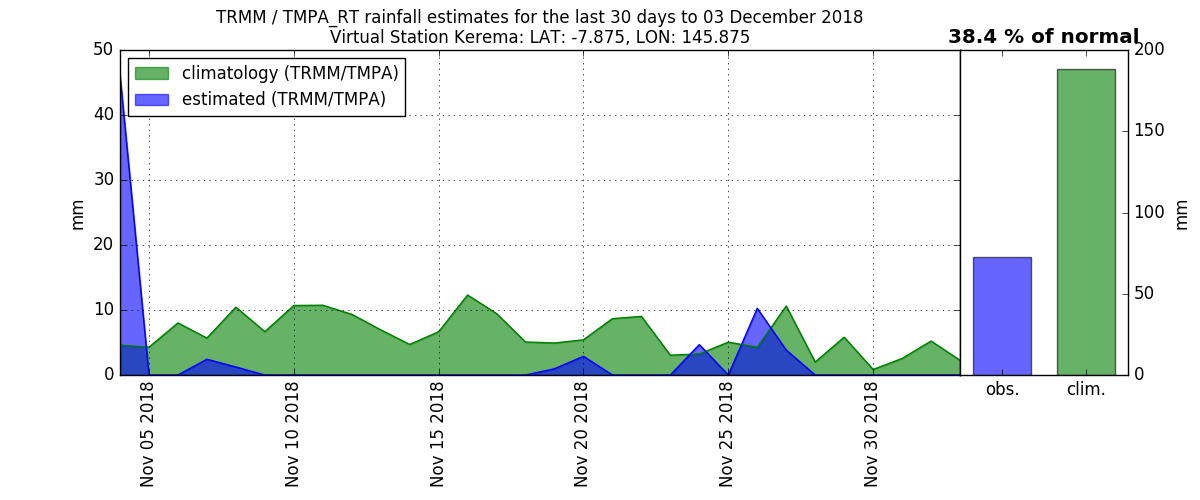 TRMM / TMPA_RT rainfall estimates for the last 30 days to 03 December 2018
Virtual Station Kerema: LAT: -7.875, LON: 145.875
38.4 % of normal
climatology (TRMM/TMPA)
estimated (TRMM/TMPA)
50
40
30
20
10
0
mm
200
150
100
50
0
mm
Nov 05 2018
Nov 10 2018
Nov 15 2018
Nov 20 2018
Nov 25 2018
Nov 30 2018
obs.
clim.